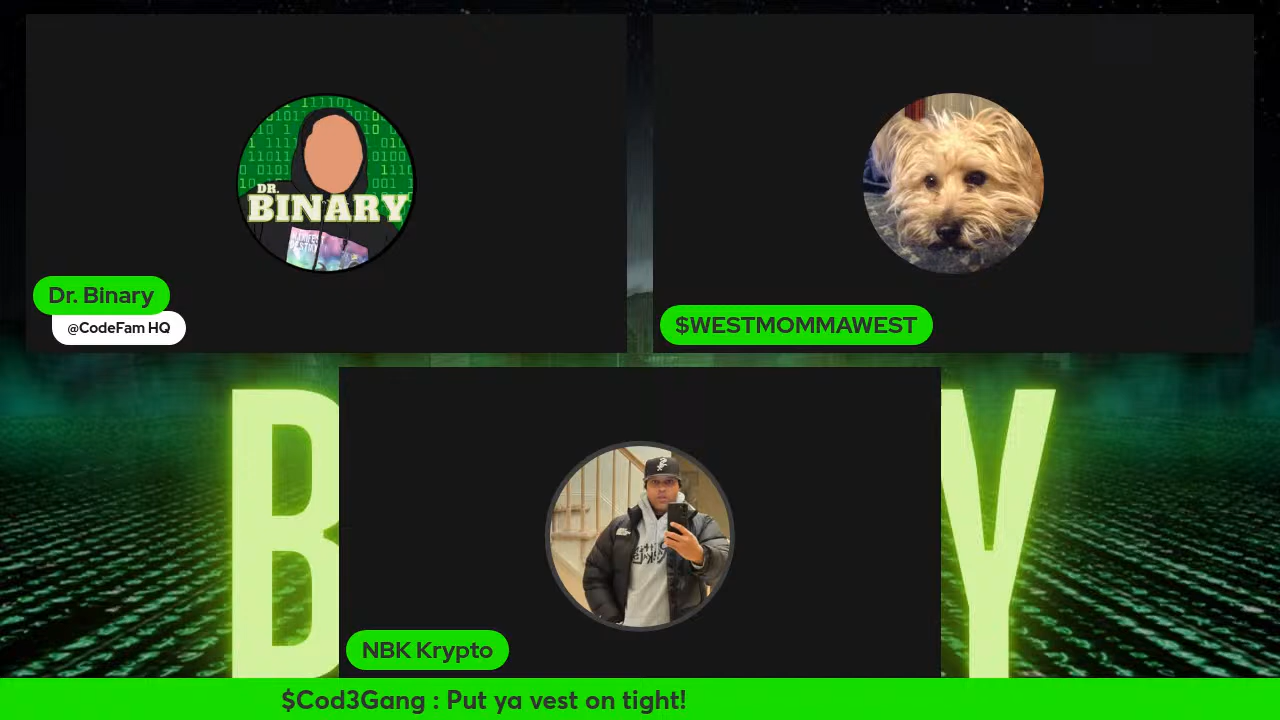 DR.
BINARY
Dr. Binary
@CodeFam HQ
$WESTMOMMAWEST
B
Y
NBK Krypto
$Cod3Gang : Put ya vest on tight!